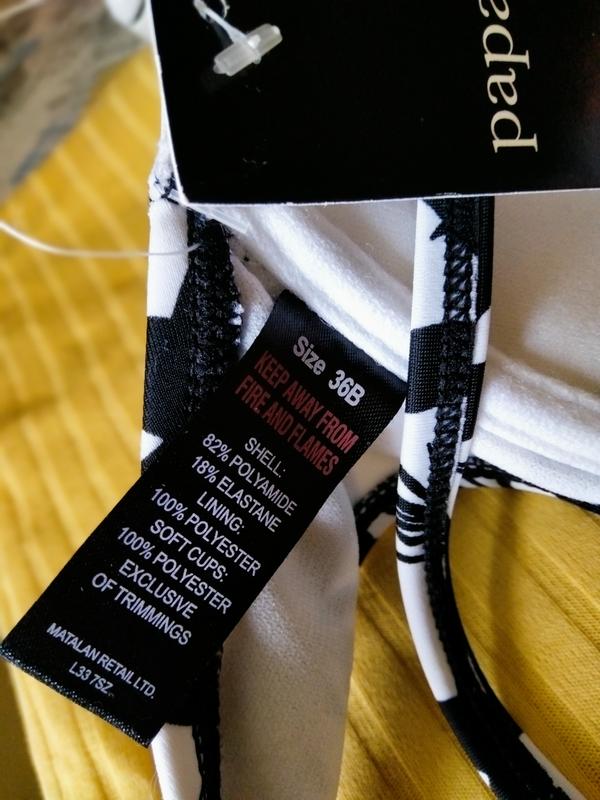 papa
Size 36B
KEEP AWAY FROM
FIRE AND FLAMES
SHELL:
82% POLYAMIDE
18% ELASTANE
LINING:
100% POLYESTER
SOFT CUPS:
100% POLYESTER
EXCLUSIVE
OF TRIMMINGS
MATALAN RETAIL LTD.
L33 7SZ.